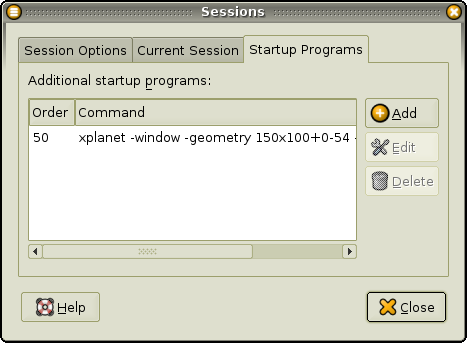 Sessions
Session Options
Current Session
Startup Programs
Additional startup programs:
Order
Command
50
xplanet -window -geometry 150x100+0-54 -
Add
Edit
Delete
Help
Close